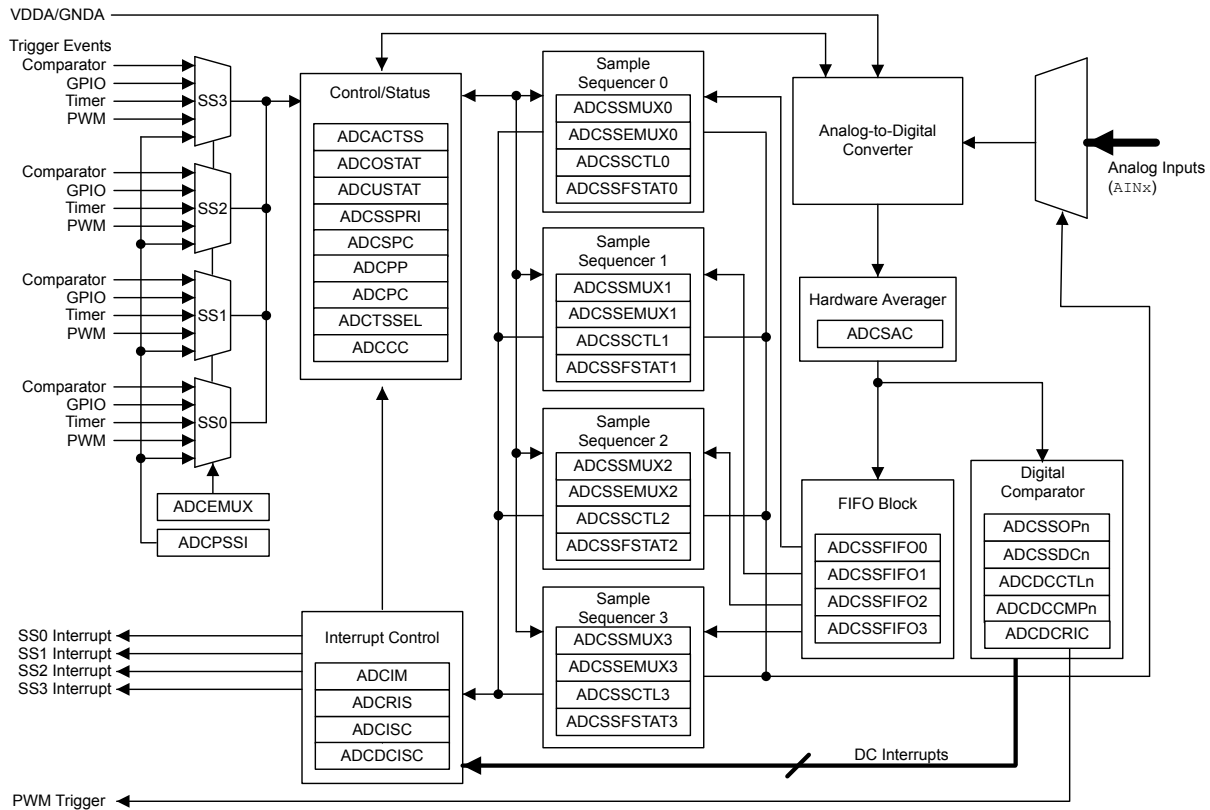 VDDA/GNDA
Trigger Events
Comparator
GPIO
Timer
PWM
SS3
Comparator
GPIO
Timer
PWM
SS2
Comparator
GPIO
Timer
PWM
SS1
Comparator
GPIO
Timer
PWM
SS0
ADCEMUX
ADCPSSI
Control/Status
ADCACTSS
ADCOSTAT
ADCUSTAT
ADCSSPRI
ADCSPC
ADCPP
ADCPC
ADCTSSEL
ADCCC
Sample
Sequencer 0
ADCSSMUX0
ADCSSEMUX0
ADCSSCTL0
ADCSSFSTAT0
Sample
Sequencer 1
ADCSSMUX1
ADCSSEMUX1
ADCSSCTL1
ADCSSFSTAT1
Sample
Sequencer 2
ADCSSMUX2
ADCSSEMUX2
ADCSSCTL2
ADCSSFSTAT2
Sample
Sequencer 3
ADCSSMUX3
ADCSSEMUX3
ADCSSCTL3
ADCSSFSTAT3
Analog-to-Digital
Converter
Analog Inputs
(AINx)
Hardware Averager
ADCSAC
FIFO Block
ADCSSFIFO0
ADCSSFIFO1
ADCSSFIFO2
ADCSSFIFO3
Digital
Comparator
ADCSSOPn
ADCSSDCn
ADCDCCTLn
ADCDCCMPn
ADCDCRIC
SS0 Interrupt
SS1 Interrupt
SS2 Interrupt
SS3 Interrupt
Interrupt Control
ADCIM
ADCRIS
ADCISC
ADCDCISC
DC Interrupts
PWM Trigger